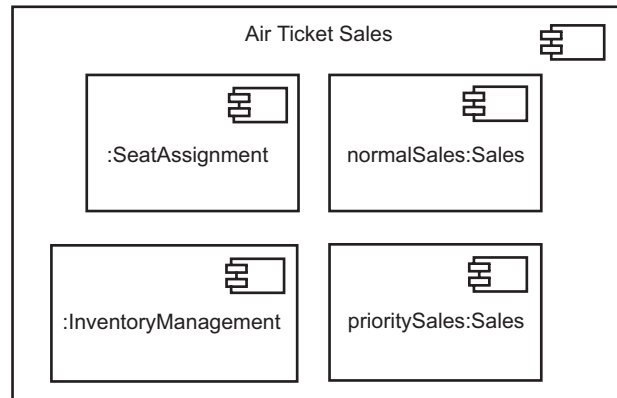 Air Ticket Sales
:SeatAssignment
normalSales:Sales
:InventoryManagement
prioritySales:Sales